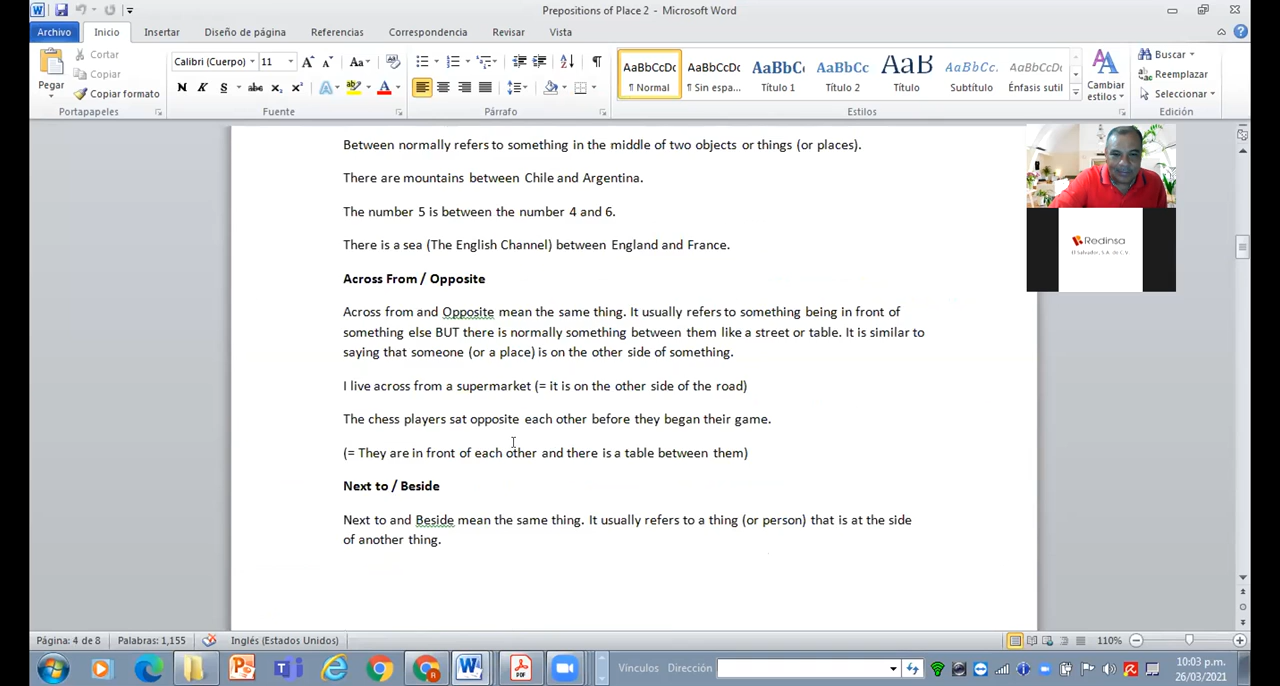 Prepositions of Place 2 - Microsoft Word
Archivo Inicio Insertar Diseño de página Referencias Correspondencia Revisar Vista
Pegar
Cortar
Copiar
Copiar formato
Portapapeles
Calibri (Cuerpo) 11
Fuente
Párrafo
AaBbCcDc AaBbCcDc AaBbC AaBbCc AaB AaBbCc. AaBbCcDc
¶ Normal ¶ Sin espa... Título 1 Título 2 Título Subtítulo Énfasis sutil
Estilos
Cambiar
estilos
Buscar
Reemplazar
Seleccionar
Edición
Between normally refers to something in the middle of two objects or things (or places).
There are mountains between Chile and Argentina.
The number 5 is between the number 4 and 6.
There is a sea (The English Channel) between England and France.
Across From / Opposite
Across from and Opposite mean the same thing. It usually refers to something being in front of
something else BUT there is normally something between them like a street or table. It is similar to
saying that someone (or a place) is on the other side of something.
I live across from a supermarket (= it is on the other side of the road)
The chess players sat opposite each other before they began their game.
(= They are in front of each other and there is a table between them)
Next to / Beside
Next to and Beside mean the same thing. It usually refers to a thing (or person) that is at the side
of another thing.
Redinsa
El Salvador, S.A. de C.V.
Página: 4 de 8 Palabras: 1,155 Inglés (Estados Unidos) 110%
Vínculos Dirección
10:03 p.m.
26/03/2021